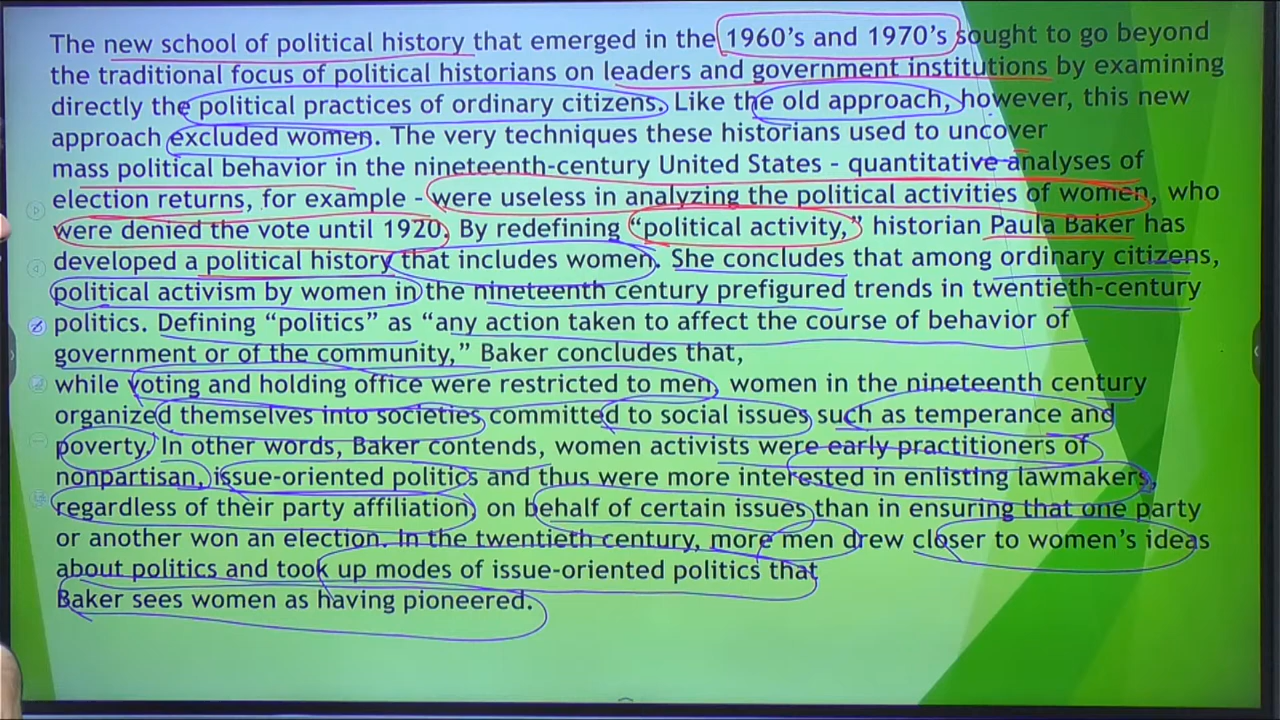 The new school of political history that emerged in the 1960's and 1970's sought to go beyond
the traditional focus of political historians on leaders and government institutions by examining
directly the political practices of ordinary citizens. Like the old approach, however, this new
approach excluded women. The very techniques these historians used to uncover
mass political behavior in the nineteenth-century United States - quantitative analyses of
election returns, for example - were useless in analyzing the political activities of women, who
were denied the vote until 1920. By redefining “political activity,” historian Paula Baker has
developed a political history that includes women. She concludes that among ordinary citizens,
political activism by women in the nineteenth century prefigured trends in twentieth-century
politics. Defining “politics” as “any action taken to affect the course of behavior of
government or of the community,” Baker concludes that,
while voting and holding office were restricted to men, women in the nineteenth century
organized themselves into societies committed to social issues such as temperance and
poverty. In other words, Baker contends, women activists were early practitioners of
nonpartisan, issue-oriented politics and thus were more interested in enlisting lawmakers,
regardless of their party affiliation, on behalf of certain issues than in ensuring that one party
or another won an election. In the twentieth century, more men drew closer to women's ideas
about politics and took up modes of issue-oriented politics that
Baker sees women as having pioneered.